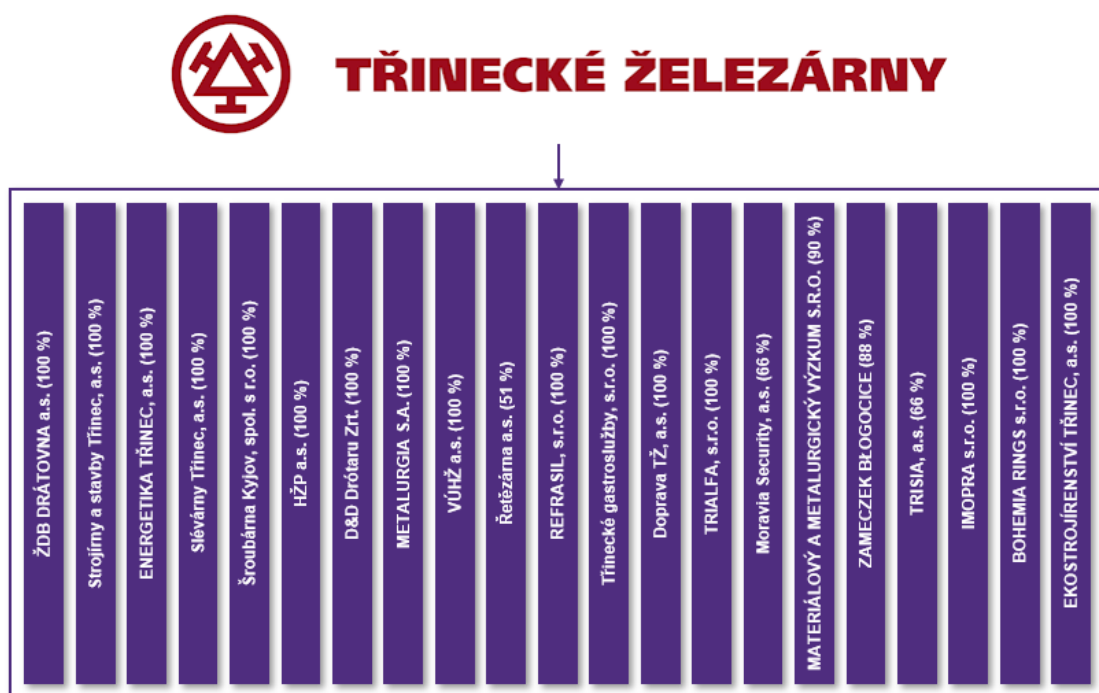 TŘINECKÉ ŽELEZÁRNY
ŽDB DRÁTOVNA a.s. (100 %)
Strojírny a stavby Třinec, a.s. (100 %)
ENERGETIKA TŘINEC, a.s. (100 %)
Slévárny Třinec, a.s. (100 %)
Šroubárna Kyjov, spol. s r.o. (100 %)
HŽP a.s. (100 %)
D&D Drótaru Zrt. (100 %)
METALURGIA S.A. (100 %)
VÚHŽ a.s. (100 %)
Řetězárna a.s. (51 %)
REFRASIL, s.r.o. (100 %)
Třinecké gastroslužby, s.r.o. (100 %)
Doprava TŽ, a.s. (100 %)
TRIALFA, s.r.o. (100 %)
Moravia Security, a.s. (66 %)
MATERIÁLOVÝ A METALURGICKÝ VÝZKUM S.R.O. (90 %)
ZAMECZEK BŁOGOCICE (88 %)
TRISIA, a.s. (66 %)
IMOPRA s.r.o. (100 %)
BOHEMIA RINGS s.r.o. (100 %)
EKOSTROJÍRENSTVÍ TŘINEC, a.s. (100 %)